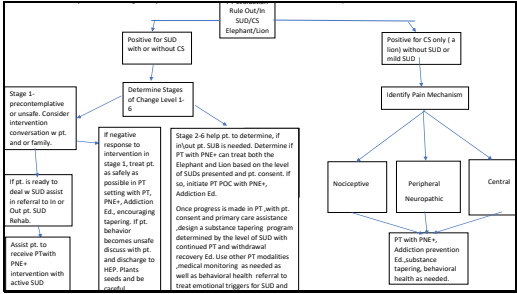 Rule Out/In
SUD/CS
Elephant/Lion
Positive for SUD
with or without CS
Positive for CS only ( a
lion) without SUD or
mild SUD
Stage 1-
precontemplative
or unsafe. Consider
intervention
conversation w pt.
and or family.
Determine Stages
of Change Level 1-
6
Identify Pain Mechanism
If negative
response to
intervention in
stage 1, treat pt.
as safely as
possible in PT
setting with PT,
PNE+, Addiction
Ed., encouraging
tapering. If pt.
behavior
becomes unsafe
discuss with pt.
and discharge to
HEP. Plants
seeds and be
careful
Stage 2-6 help pt. to determine, if
in\out pt. SUB is needed. Determine if
PT with PNE+ can treat both the
Elephant and Lion based on the level
of SUDs presented and pt. consent. If
so, initiate PT POC with PNE+,
Addiction Ed.
Once progress is made in PT ,with pt.
consent and primary care assistance
,design a substance tapering program
determined by the level of SUD with
continued PT and withdrawal
recovery Ed. Use other PT modalities
,medical monitoring as needed as
well as behavioral health referral to
treat emotional triggers for SUD and
If pt. is ready to
deal w SUD assist
in referral to In or
Out pt. SUD
Rehab.
Assist pt. to
receive PTwith
PNE+
intervention with
active SUD
Nociceptive
Peripheral
Neuropathic
Central
PT with PNE+,
Addiction prevention
Ed.,substance
tapering, behavioral
health as needed.